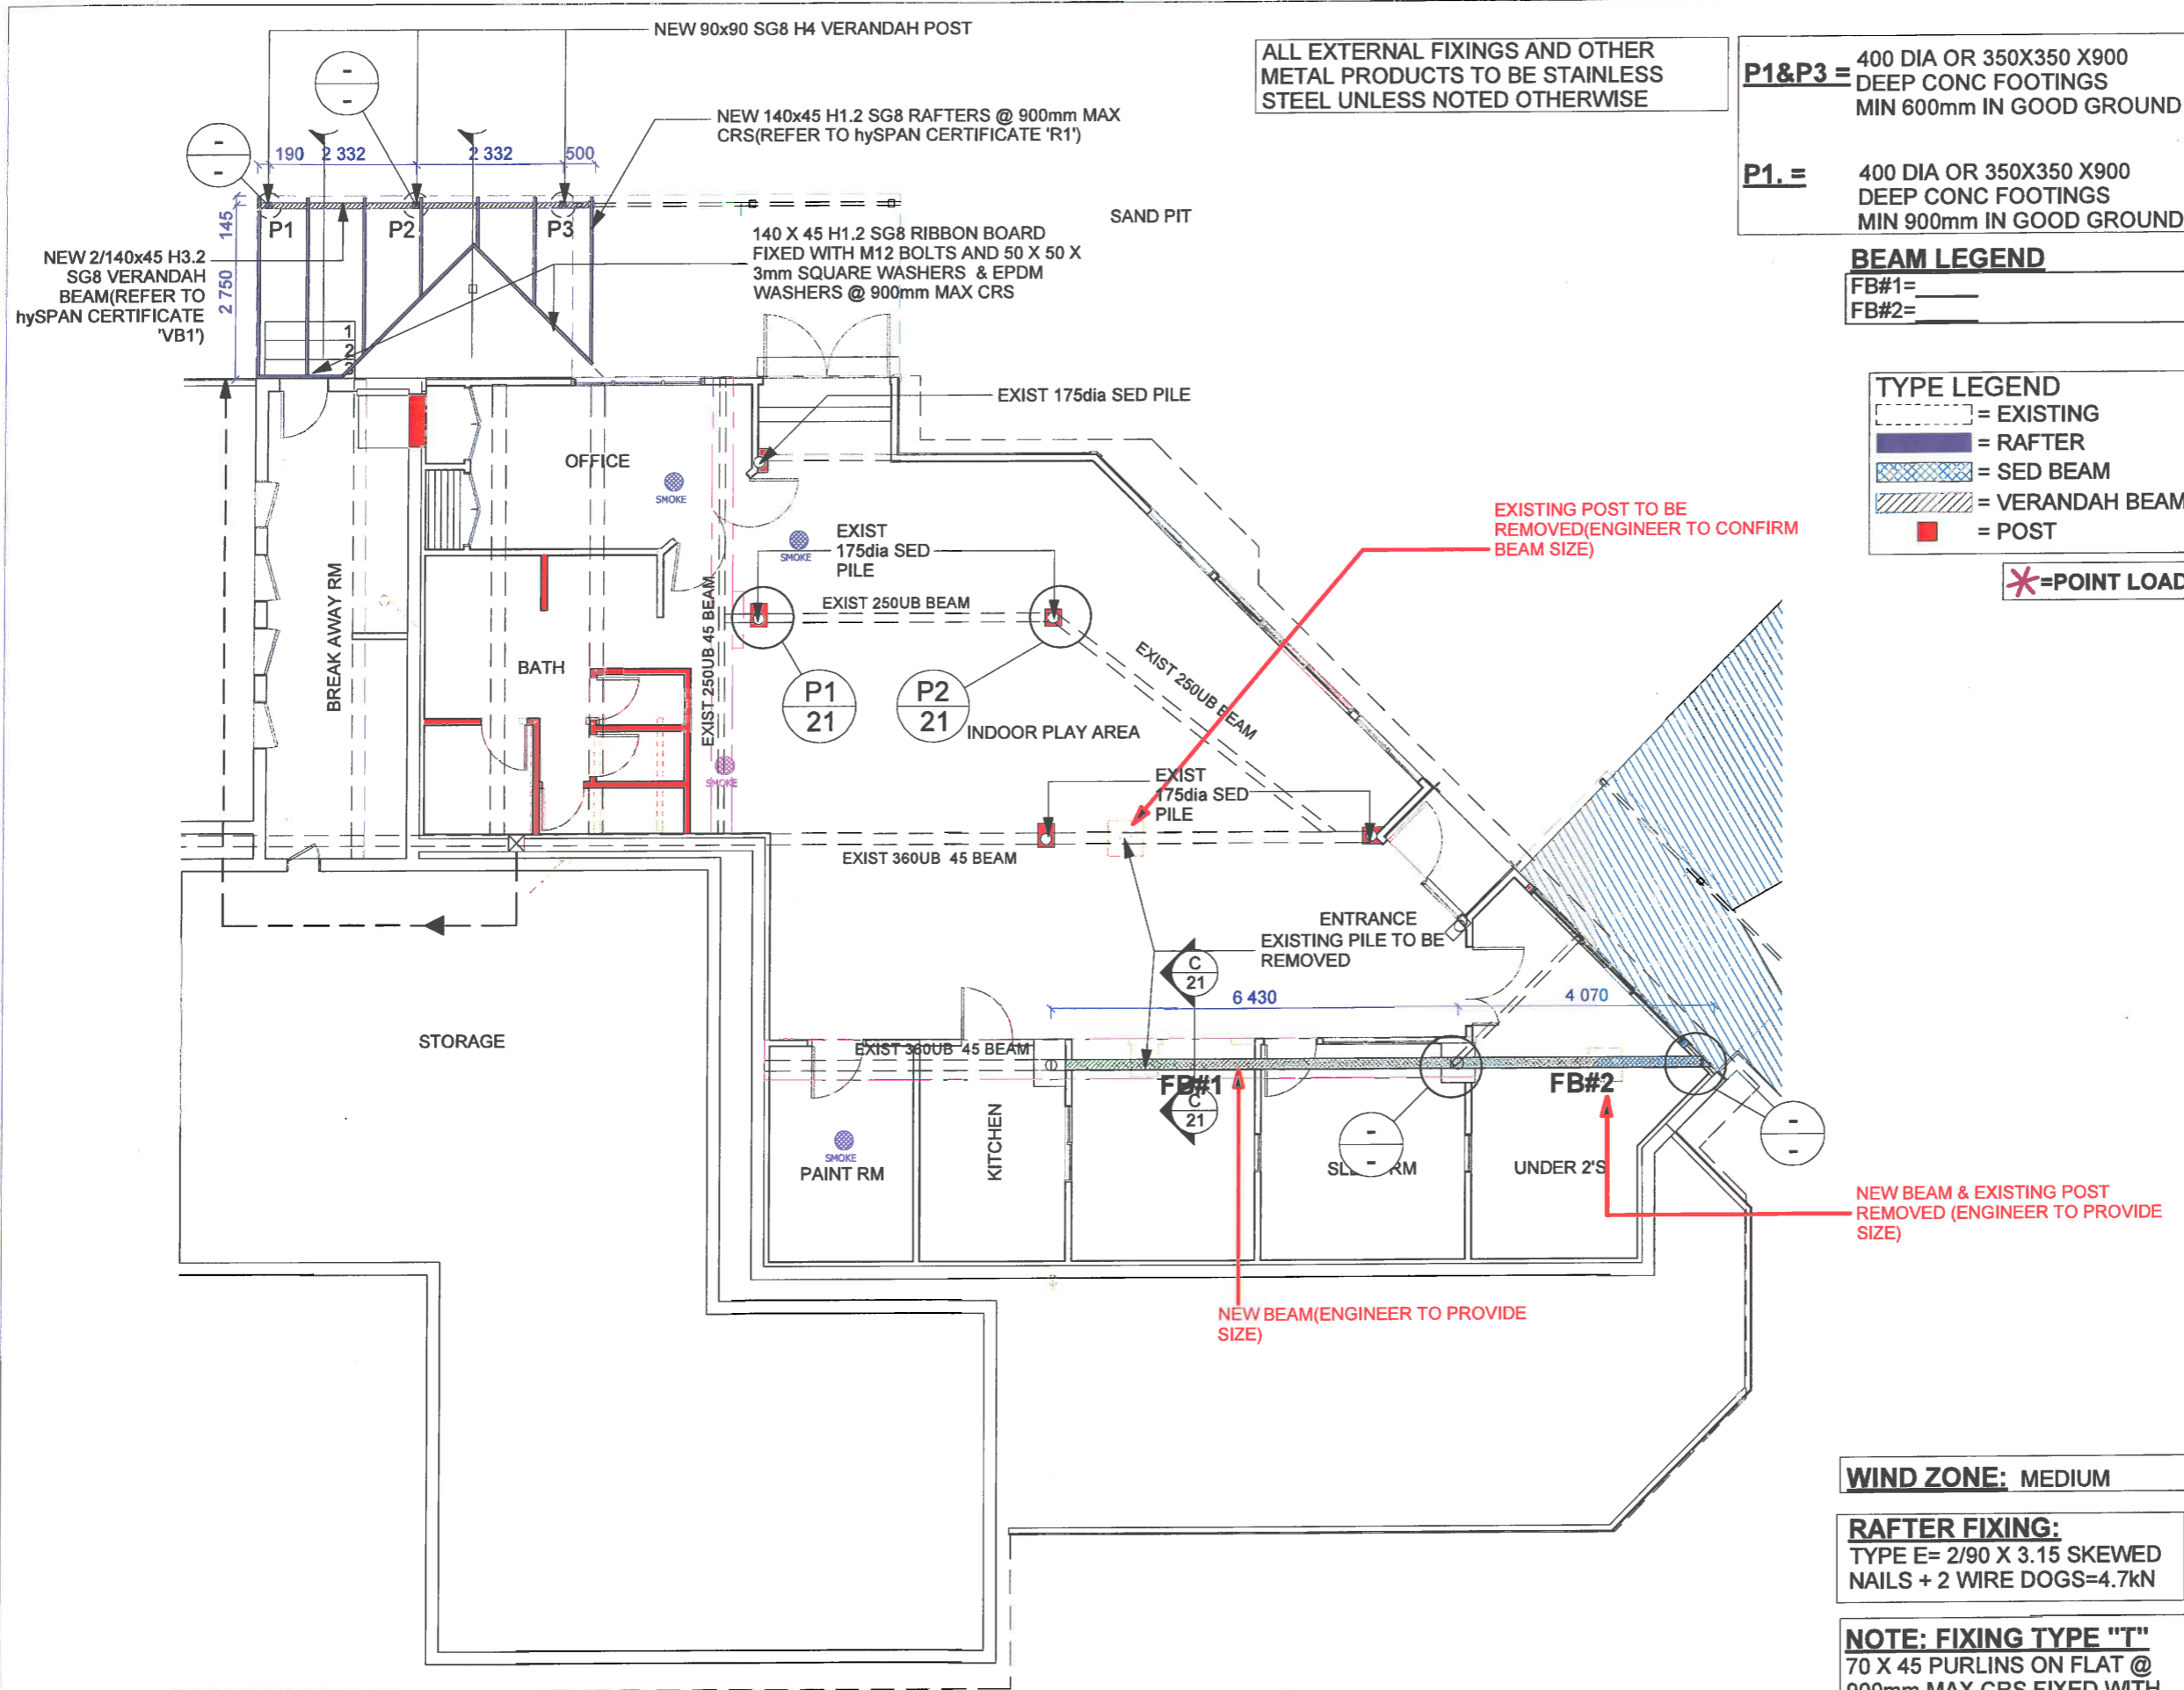 NEW 90x90 SG8 H4 VERANDAH POST
ALL EXTERNAL FIXINGS AND OTHER
METAL PRODUCTS TO BE STAINLESS
STEEL UNLESS NOTED OTHERWISE
P1&P3 =
400 DIA OR 350X350 X900
DEEP CONC FOOTINGS
MIN 600mm IN GOOD GROUND
P1. =
400 DIA OR 350X350 X900
DEEP CONC FOOTINGS
MIN 900mm IN GOOD GROUND
-
-
NEW 140x45 H1.2 SG8 RAFTERS @ 900mm MAX
CRS(REFER TO hySPAN CERTIFICATE 'R1')
-
-
190
2 332
2 332
500
145
2 750
P1
P2
P3
SAND PIT
140 X 45 H1.2 SG8 RIBBON BOARD
FIXED WITH M12 BOLTS AND 50 X 50 X
3mm SQUARE WASHERS & EPDM
WASHERS @ 900mm MAX CRS
NEW 2/140x45 H3.2
SG8 VERANDAH
BEAM(REFER TO
hySPAN CERTIFICATE
'VB1')
1
2
3
BEAM LEGEND
FB#1=
FB#2=
TYPE LEGEND
= EXISTING
= RAFTER
= SED BEAM
= VERANDAH BEAM
= POST
=POINT LOAD
EXIST 175dia SED PILE
OFFICE
SMOKE
SMOKE
EXIST
175dia SED
PILE
EXISTING POST TO BE
REMOVED(ENGINEER TO CONFIRM
BEAM SIZE)
BREAK AWAY RM
EXIST 250UB BEAM
EXIST 250UB 45 BEAM
BATH
EXIST 250UB BEAM
P1
21
P2
21
INDOOR PLAY AREA
SMOKE
EXIST
175dia SED
PILE
EXIST 360UB 45 BEAM
ENTRANCE
EXISTING PILE TO BE
REMOVED
C
21
6 430
4 070
STORAGE
EXIST 360UB 45 BEAM
FB#1
FB#2
C
21
-
-
-
-
SMOKE
PAINT RM
KITCHEN
RM
UNDER 2'S
NEW BEAM & EXISTING POST
REMOVED (ENGINEER TO PROVIDE
SIZE)
NEW BEAM(ENGINEER TO PROVIDE
SIZE)
WIND ZONE: MEDIUM
RAFTER FIXING:
TYPE E= 2/90 X 3.15 SKEWED
NAILS + 2 WIRE DOGS=4.7kN
NOTE: FIXING TYPE "T"
70 X 45 PURLINS ON FLAT @
900mm MAX CRS FIXED WITH